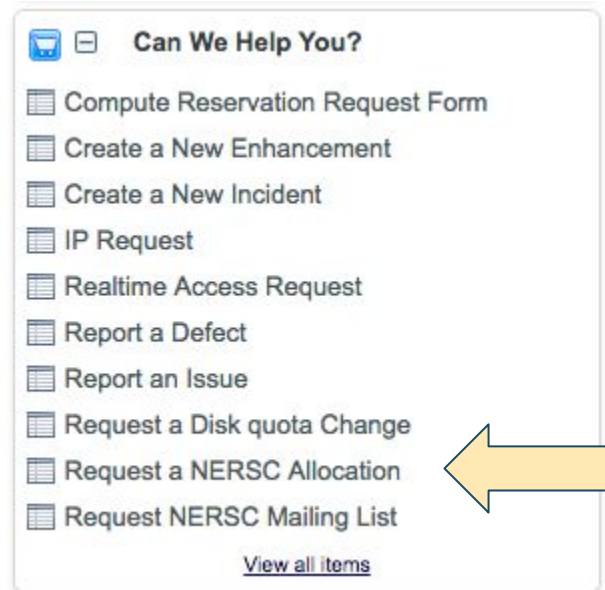 Can We Help You?
Compute Reservation Request Form
Create a New Enhancement
Create a New Incident
IP Request
Realtime Access Request
Report a Defect
Report an Issue
Request a Disk quota Change
Request a NERSC Allocation
Request NERSC Mailing List
View all items